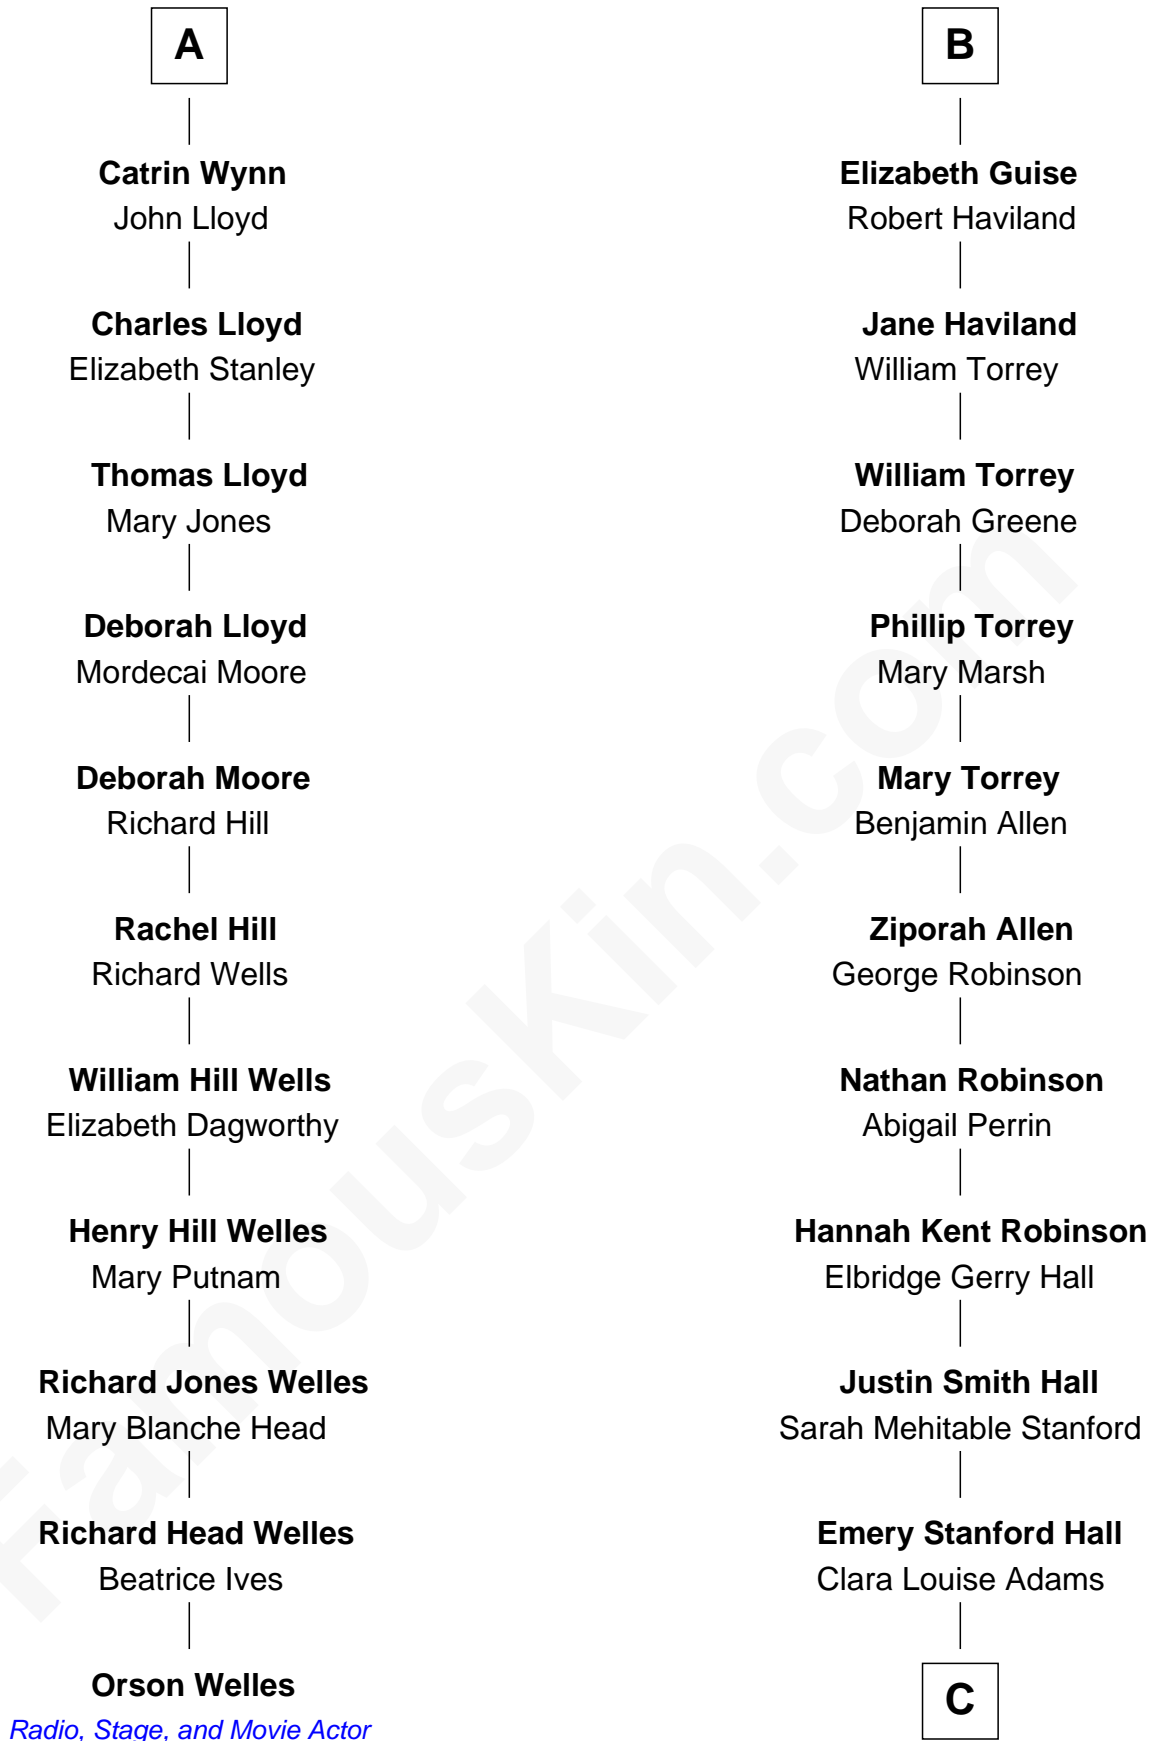 A
Catrin Wynn
John Lloyd
Charles Lloyd
Elizabeth Stanley
Thomas Lloyd
Mary Jones
Deborah Lloyd
Mordecai Moore
Deborah Moore
Richard Hill
Rachel Hill
Richard Wells
William Hill Wells
Elizabeth Dagworthy
Henry Hill Welles
Mary Putnam
Richard Jones Welles
Mary Blanche Head
Richard Head Welles
Beatrice Ives
Orson Welles
Radio, Stage, and Movie Actor
B
Elizabeth Guise
Robert Haviland
Jane Haviland
William Torrey
William Torrey
Deborah Greene
Phillip Torrey
Mary Marsh
Mary Torrey
Benjamin Allen
Ziporah Allen
George Robinson
Nathan Robinson
Abigail Perrin
Hannah Kent Robinson
Elbridge Gerry Hall
Justin Smith Hall
Sarah Mehitable Stanford
Emery Stanford Hall
Clara Louise Adams
C
FamousKin.com